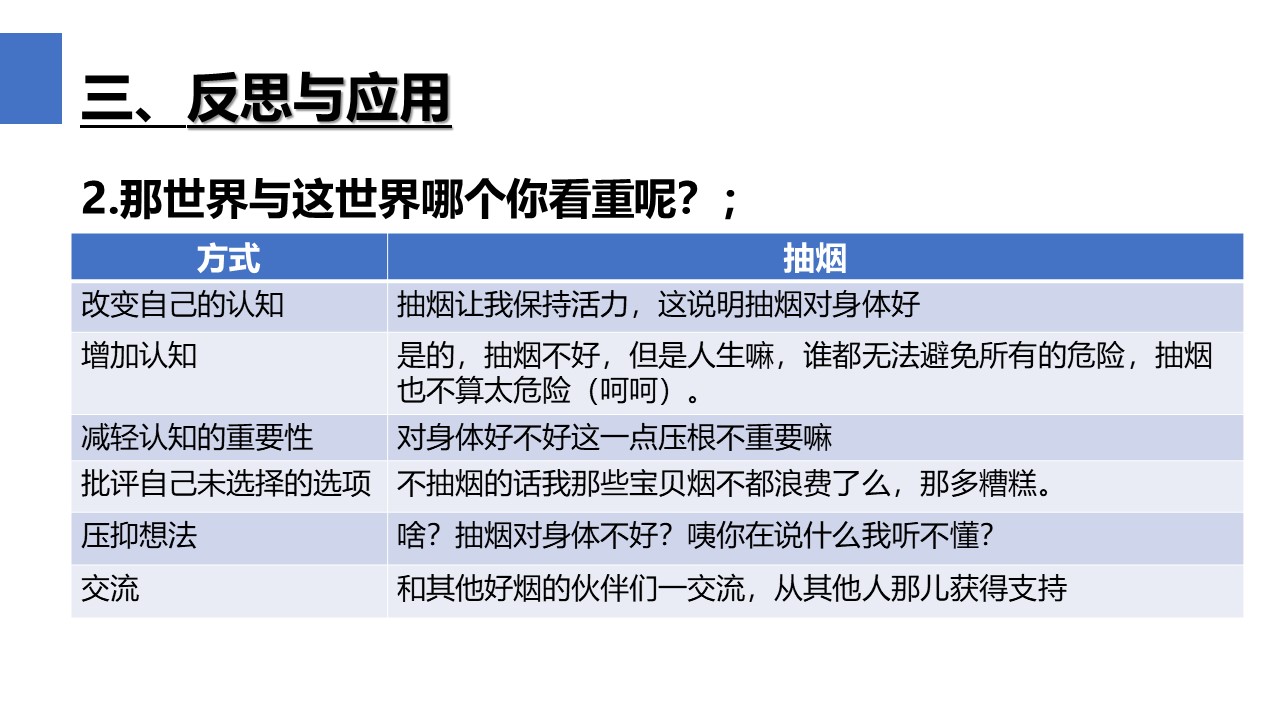 三、反思与应用
2.那世界与这世界哪个你看重呢？；
方式 抽烟
改变自己的认知 抽烟让我保持活力，这说明抽烟对身体好
增加认知 是的，抽烟不好，但是人生嘛，谁都无法避免所有的危险，抽烟
也不算太危险（呵呵）。
减轻认知的重要性 对身体好不好这一点压根不重要嘛
批评自己未选择的选项 不抽烟的话我那些宝贝烟不都浪费了么，那多糟糕。
压抑想法 啥？抽烟对身体不好？咦你在说什么我听不懂？
交流 和其他好烟的伙伴们一交流，从其他人那儿获得支持